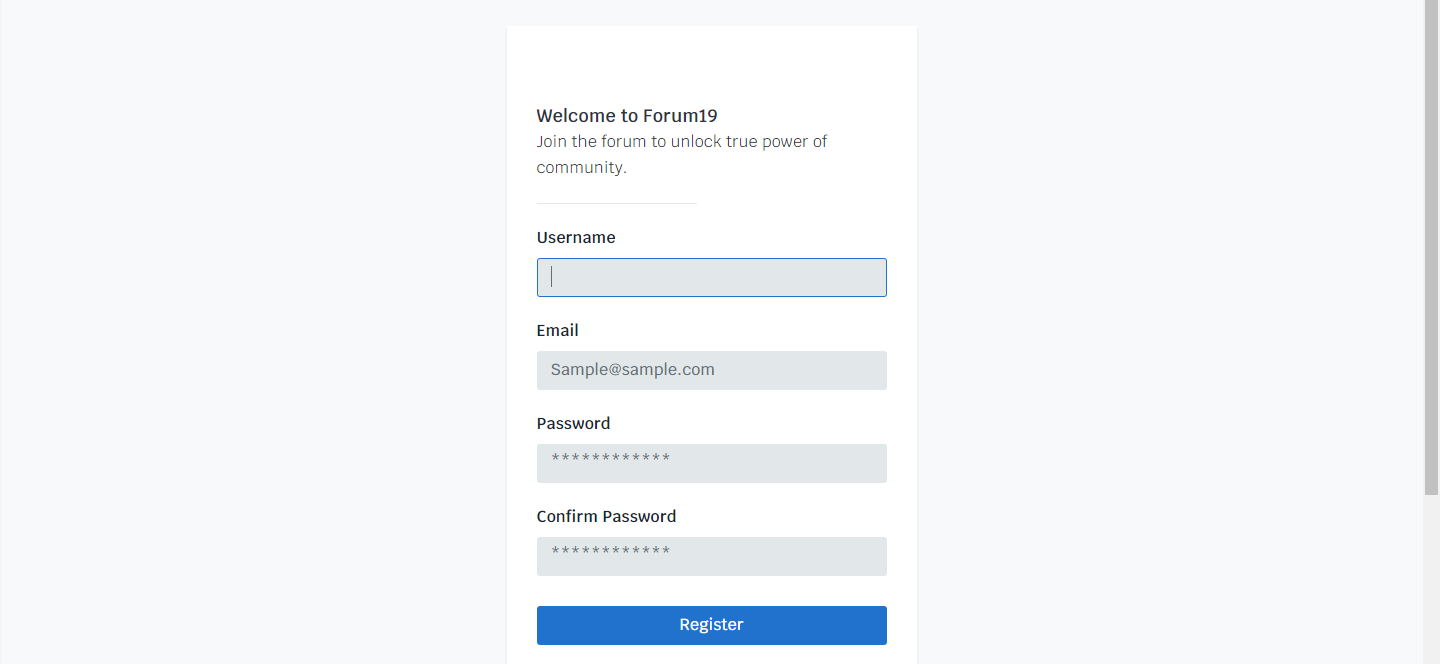 Welcome to Forum19
Join the forum to unlock true power of
community.
Username
Email
Sample@sample.com
Password
************
Confirm Password
************
Register